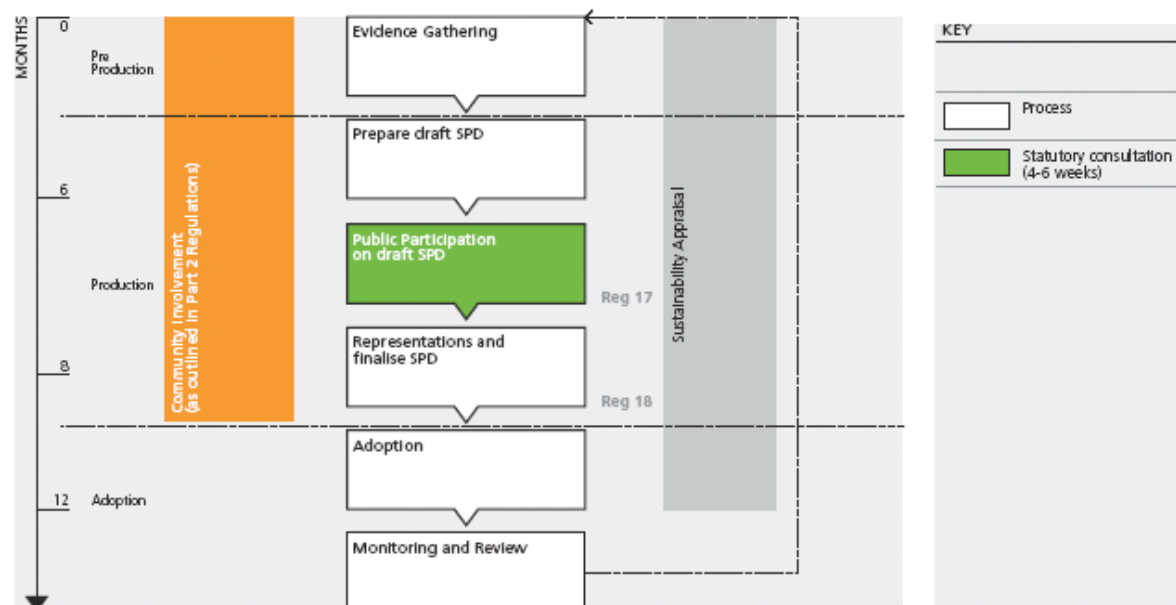 MONTHS
0
Pre
Production
6
Production
8
12
Adoption
Community Involvement
(as outlined in Part 2 Regulations)
Evidence Gathering
Prepare draft SPD
Public Participation
on draft SPD
Reg 17
Representations and
finalise SPD
Reg 18
Adoption
Monitoring and Review
Sustainability Appraisal
KEY
Process
Statutory consultation
(4-6 weeks)